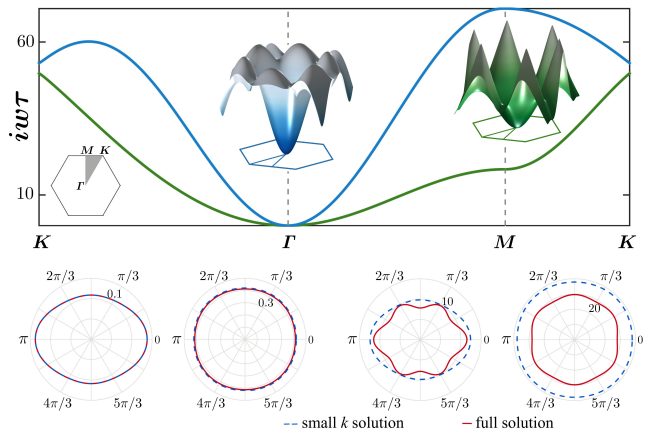 60
iwτ
M K
Γ
10
K Γ M K
2π/3 π/3 2π/3 π/3 2π/3 π/3 2π/3 π/3
0.1 0.3 10 20
π 0 π 0 π 0 π 0
4π/3 5π/3 4π/3 5π/3 4π/3 5π/3 4π/3 5π/3
small k solution full solution